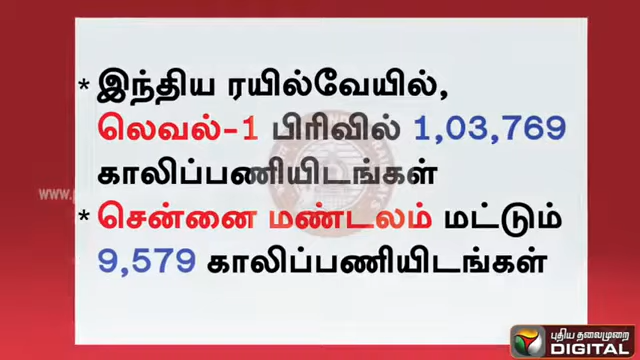 * இந்திய ரயில்வேயில்,
லெவல்-1 பிரிவில் 1,03,769
காலிப்பணியிடங்கள்
* சென்னை மண்டலம் மட்டும்
9,579 காலிப்பணியிடங்கள்
புதிய தலைமுறை
DIGITAL